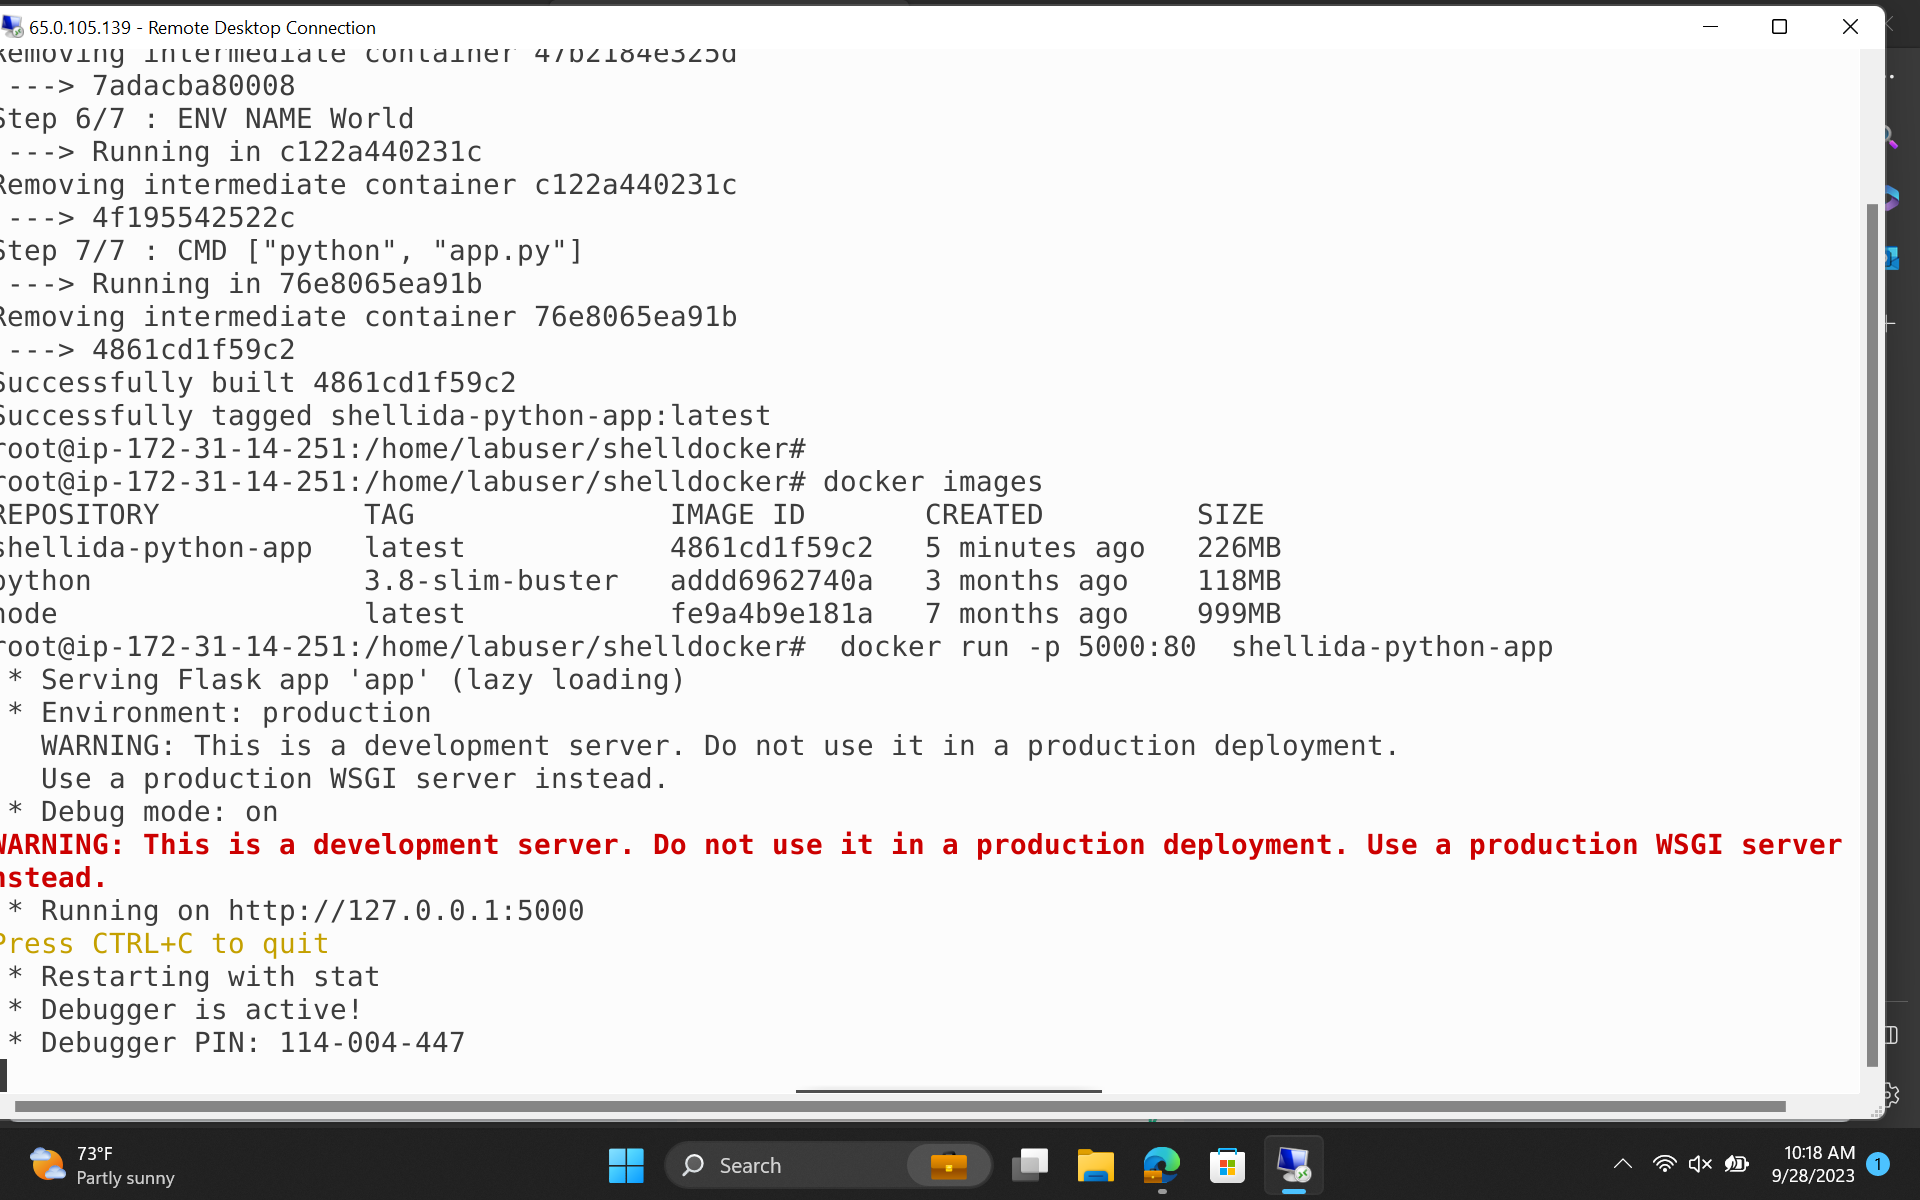 65.0.105.139 - Remote Desktop Connection
Removing intermediate container 47b2184e325d
---> 7adacba80008
Step 6/7 : ENV NAME World
---> Running in c122a440231c
Removing intermediate container c122a440231c
---> 4f195542522c
Step 7/7 : CMD ["python", "app.py"]
---> Running in 76e8065ea91b
Removing intermediate container 76e8065ea91b
---> 4861cd1f59c2
Successfully built 4861cd1f59c2
Successfully tagged shellida-python-app:latest
root@ip-172-31-14-251:/home/labuser/shelldocker#
root@ip-172-31-14-251:/home/labuser/shelldocker# docker images
REPOSITORY TAG IMAGE ID CREATED SIZE
shellida-python-app latest 4861cd1f59c2 5 minutes ago 226MB
python 3.8-slim-buster addd6962740a 3 months ago 118MB
node latest fe9a4b9e181a 7 months ago 999MB
root@ip-172-31-14-251:/home/labuser/shelldocker#  docker run -p 5000:80  shellida-python-app
* Serving Flask app 'app' (lazy loading)
* Environment: production
WARNING: This is a development server. Do not use it in a production deployment.
Use a production WSGI server instead.
* Debug mode: on
WARNING: This is a development server. Do not use it in a production deployment. Use a production WSGI server
nstead.
* Running on http://127.0.0.1:5000
Press CTRL+C to quit
* Restarting with stat
* Debugger is active!
* Debugger PIN: 114-004-447
73°F
Partly sunny
Search
10:18 AM
9/28/2023
1